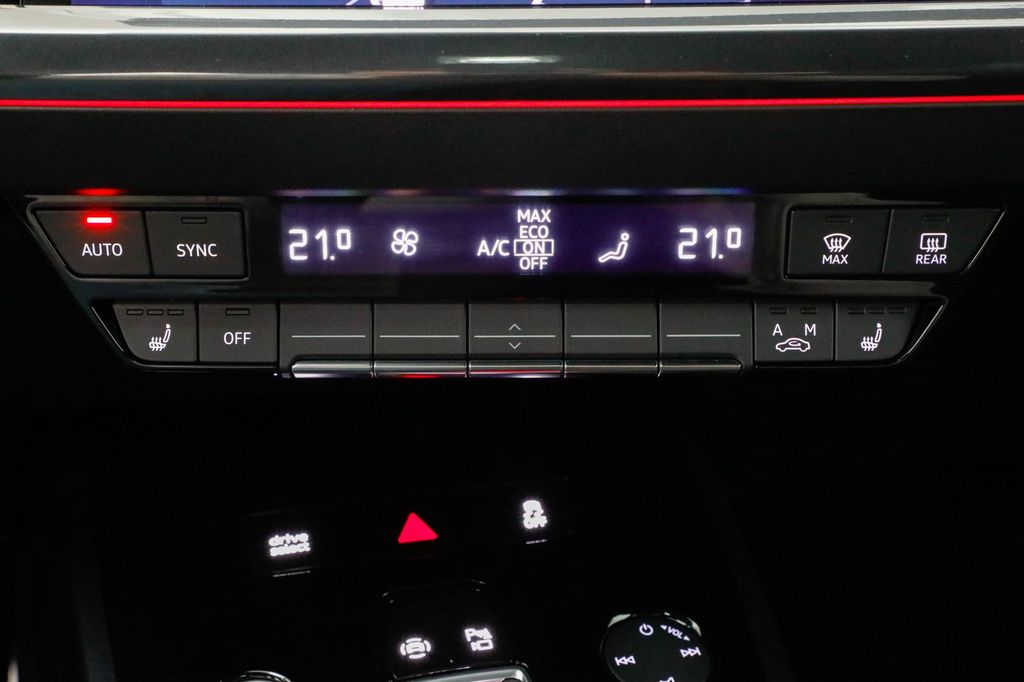 AUTO
SYNC
21.0
A/C
MAX
ECO
ON
OFF
21.0
MAX
REAR
OFF
A M
drive
select
OFF
P
VOL